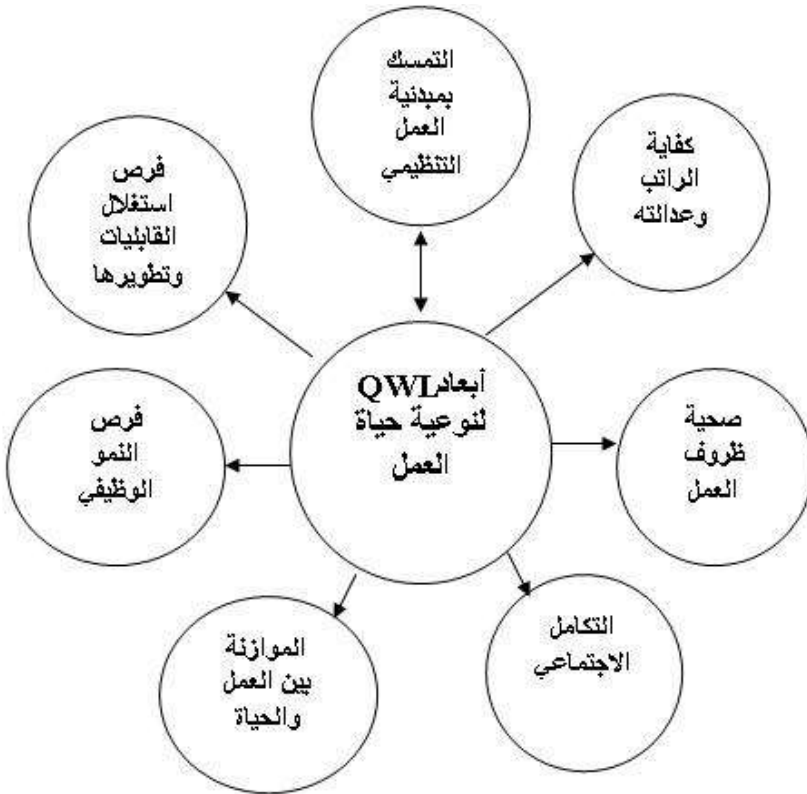 التمسك
بمبدنية
العمل
التنظيمي
كفاية
الراتب
وعدالته
فرص
استغلال
القابليات
وتطويرها
أبعادQWL
لنوعية حياة
العمل
صحية
ظروف
العمل
فرص
النمو
الوظيفي
التكامل
الاجتماعي
الموازنة
بين العمل
والحياة